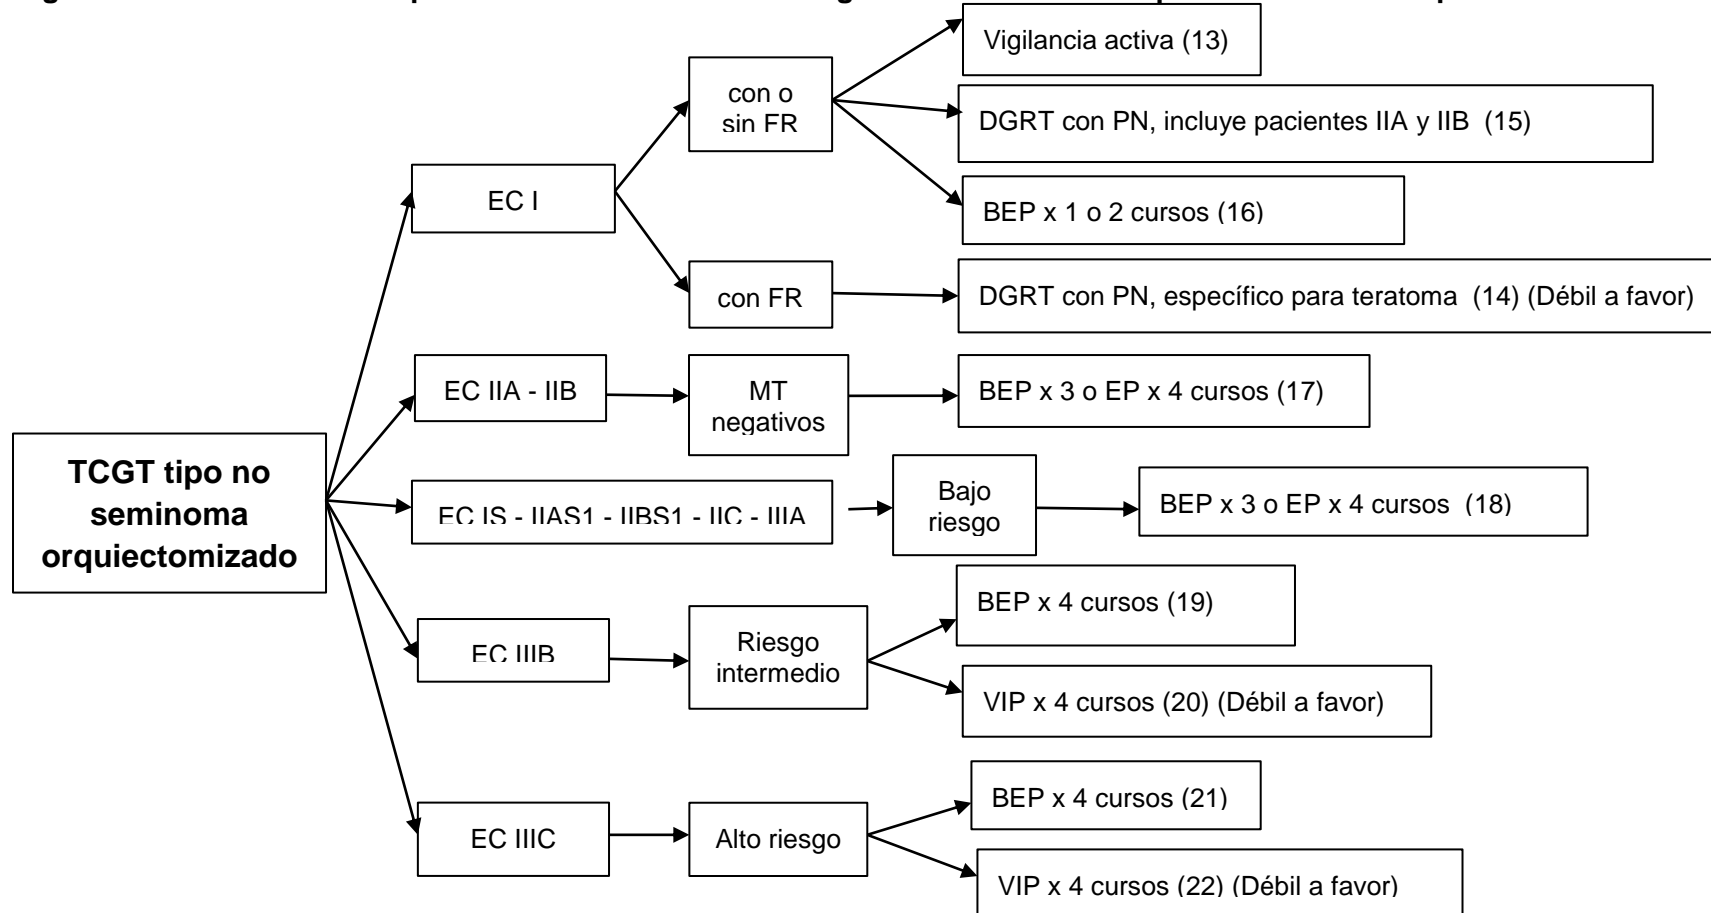 Vigilancia activa (13)
con o
sin FR
DGRT con PN, incluye pacientes IIA y IIB (15)
EC I
BEP x 1 o 2 cursos (16)
con FR
DGRT con PN, específico para teratoma (14) (Débil a favor)
EC IIA - IIB
MT
negativos
BEP x 3 o EP x 4 cursos (17)
TCGT tipo no
seminoma
orquiectomizado
EC IS - IIAS1 - IIBS1 - IIC - IIIA
Bajo
riesgo
BEP x 3 o EP x 4 cursos (18)
EC IIIB
Riesgo
intermedio
BEP x 4 cursos (19)
VIP x 4 cursos (20) (Débil a favor)
EC IIIC
Alto riesgo
BEP x 4 cursos (21)
VIP x 4 cursos (22) (Débil a favor)